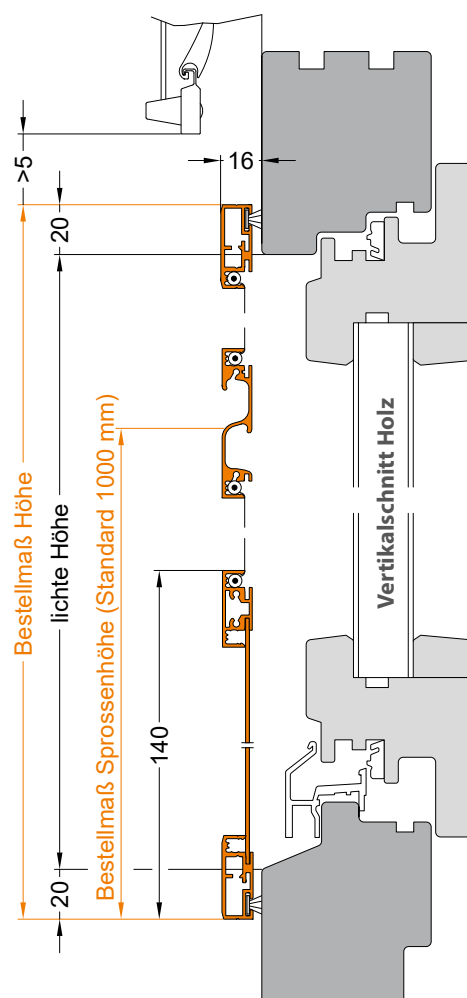 >5
16
20
Bestellmaß Höhe
lichte Höhe
Bestellmaß Sprossenhöhe (Standard 1000 mm)
140
20
Vertikalschnitt Holz